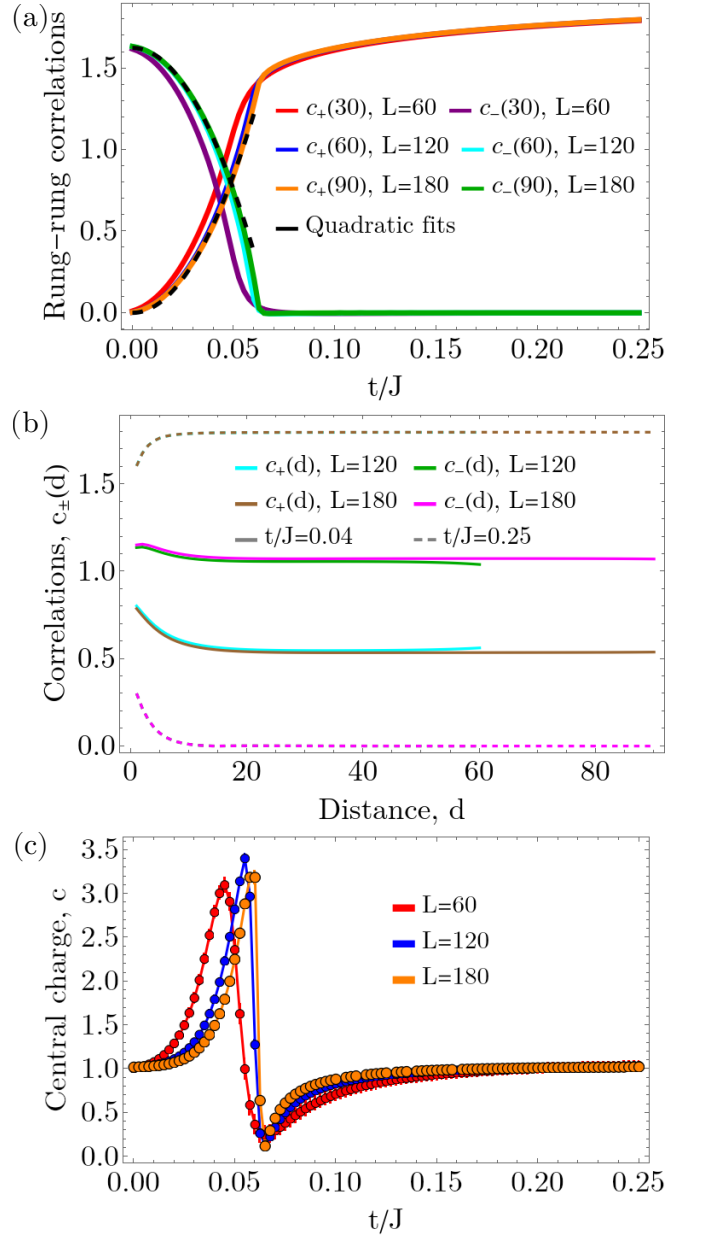 (a)
Rung-rung correlations
1.5
1.0
0.5
0.0
c₊(30), L=60
c₋(30), L=60
c₊(60), L=120
c₋(60), L=120
c₊(90), L=180
c₋(90), L=180
Quadratic fits
0.00 0.05 0.10 0.15 0.20 0.25
t/J
(b)
Correlations, c±(d)
1.5
1.0
0.5
0.0
c₊(d), L=120
c₋(d), L=120
c₊(d), L=180
c₋(d), L=180
t/J=0.04
t/J=0.25
0 20 40 60 80
Distance, d
(c)
Central charge, c
3.5
3.0
2.5
2.0
1.5
1.0
0.5
0.0
L=60
L=120
L=180
0.00 0.05 0.10 0.15 0.20 0.25
t/J